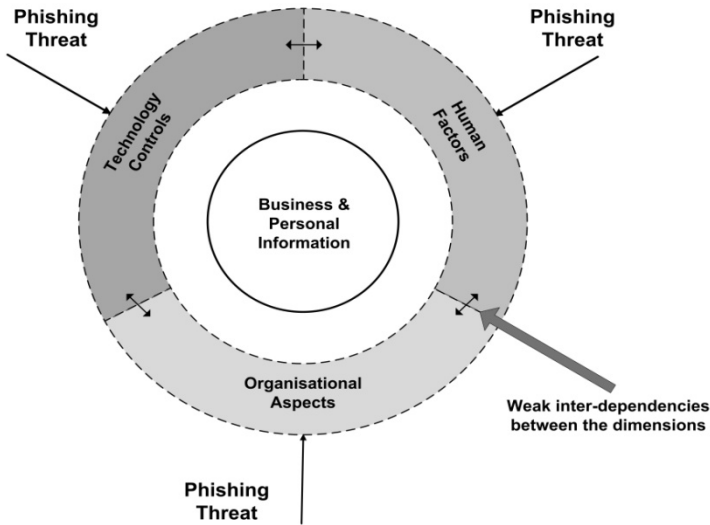 Phishing
Threat
Phishing
Threat
Technology
Controls
Human
Factors
Business &
Personal
Information
Organisational
Aspects
Weak inter-dependencies
between the dimensions
Phishing
Threat